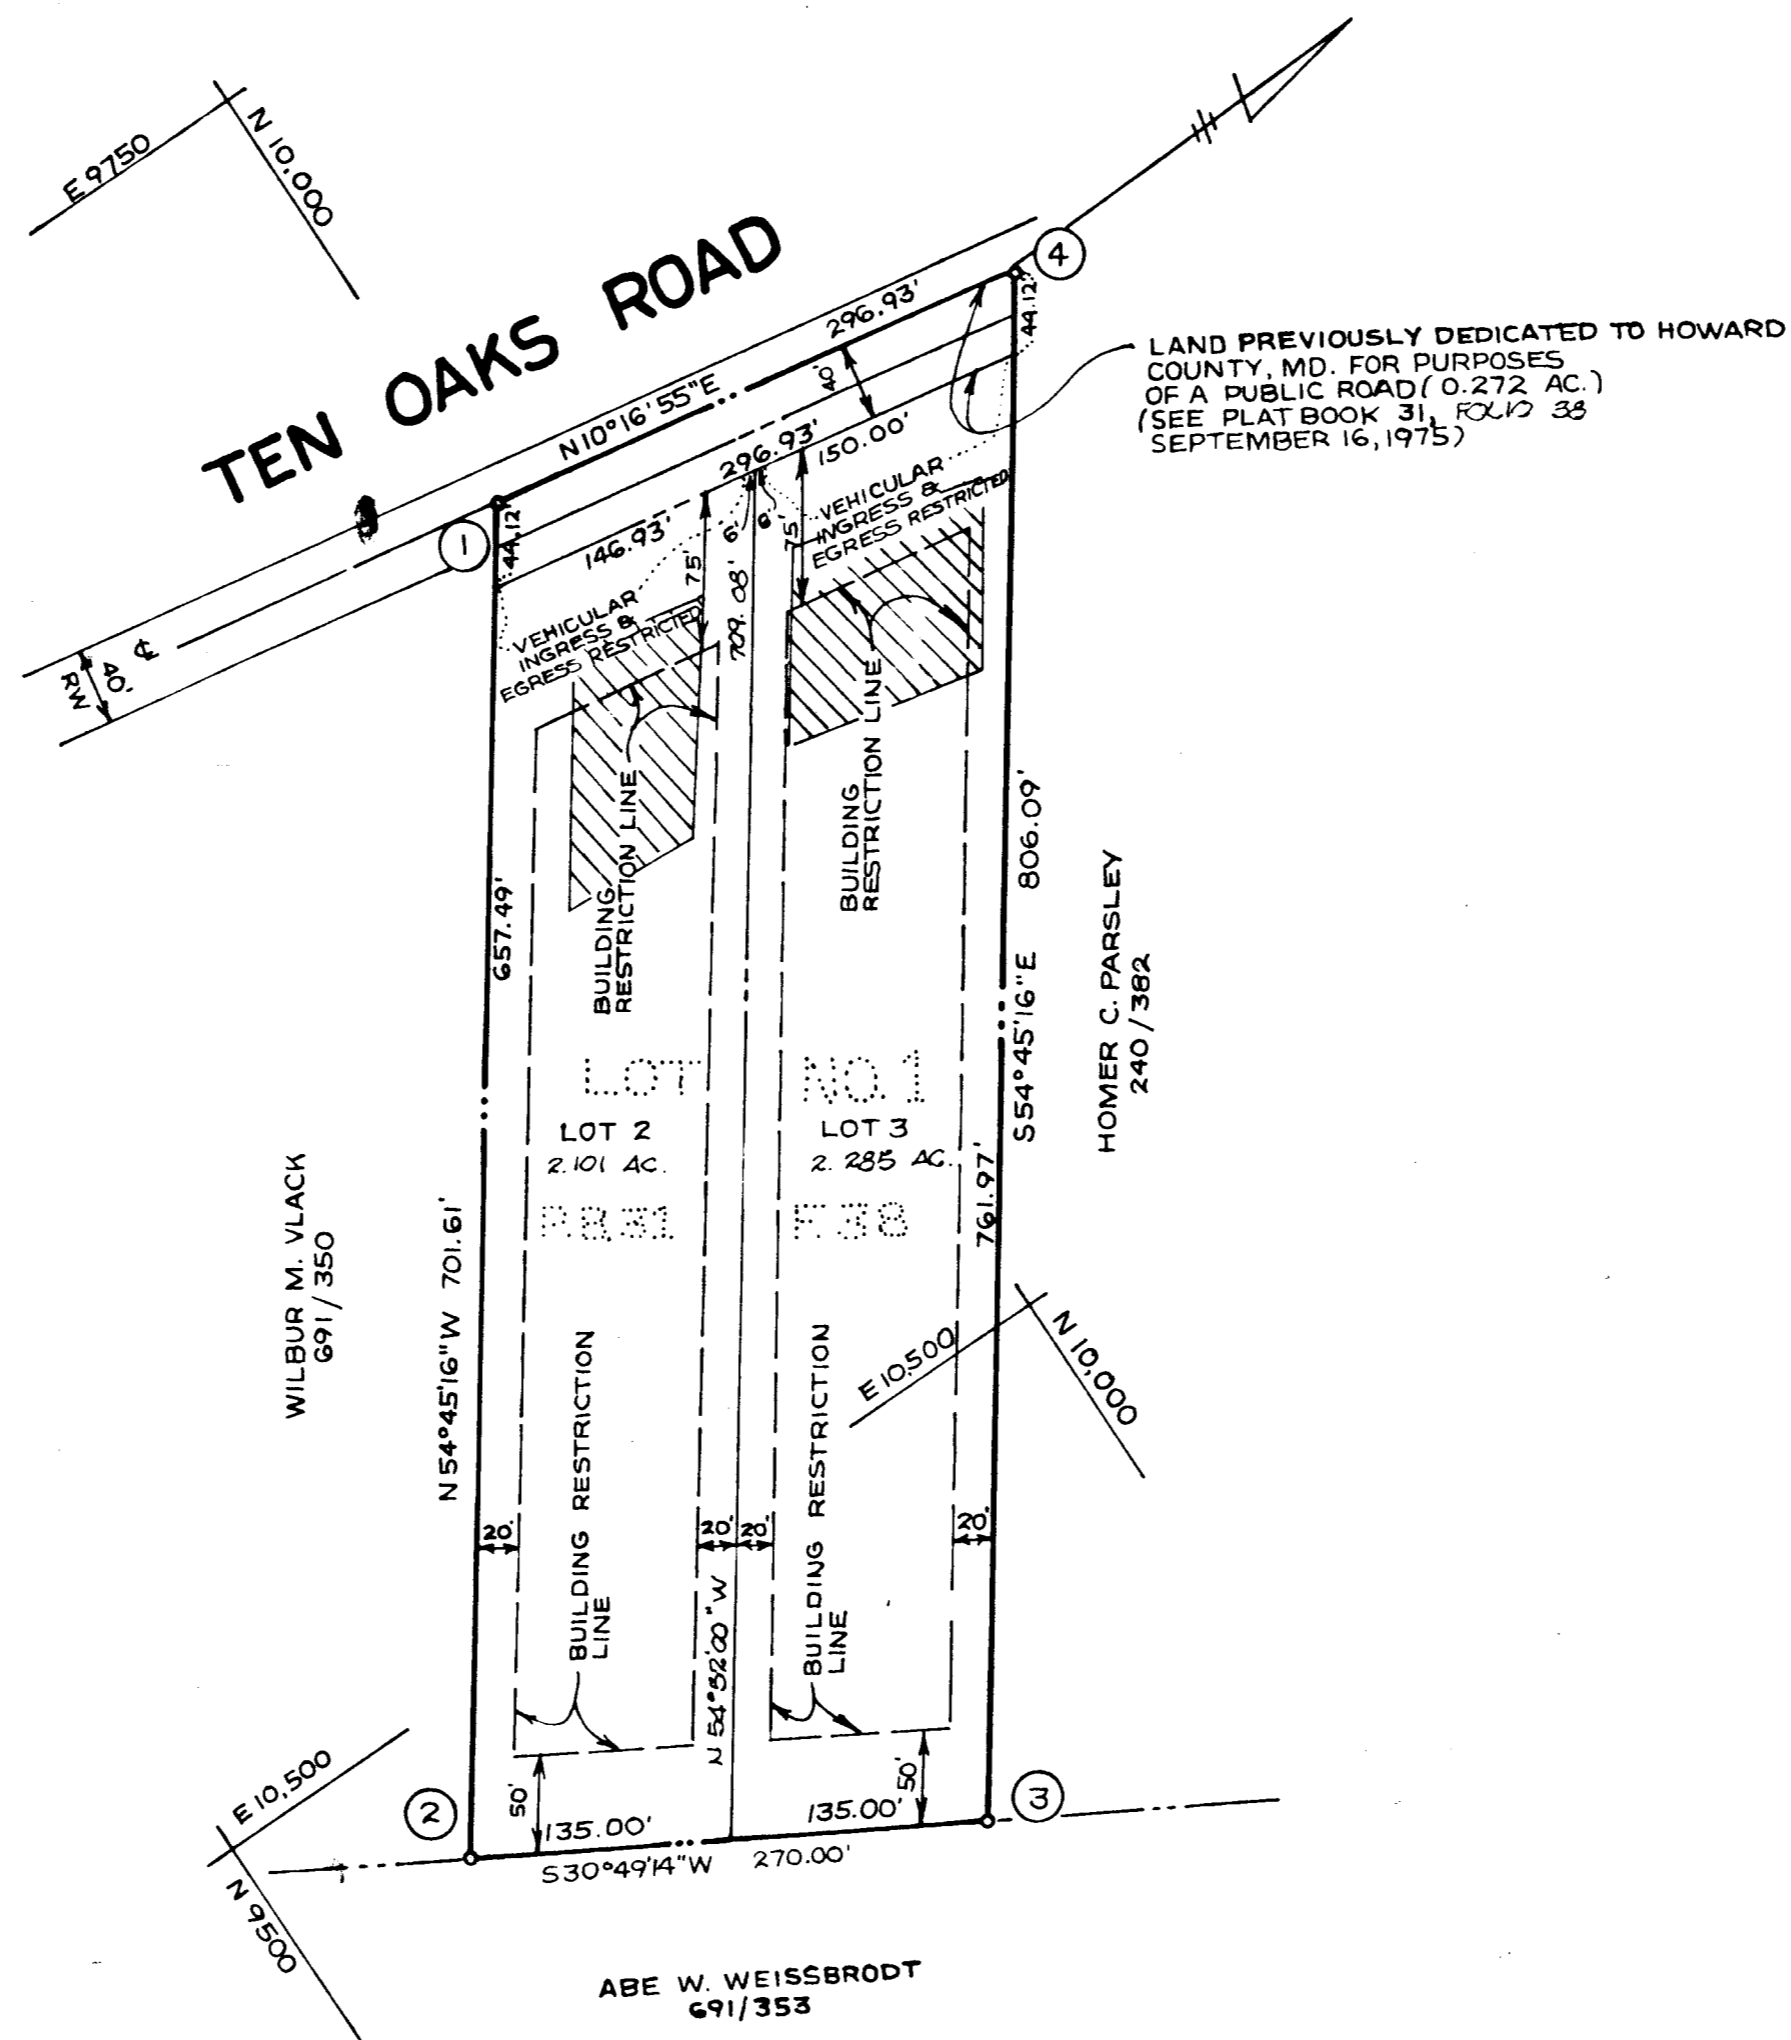 E 9750
N 10,000
TEN OAKS ROAD
4
296.93'
44.12'
N10°16'55"E
40'
LAND PREVIOUSLY DEDICATED TO HOWARD
COUNTY, MD. FOR PURPOSES
OF A PUBLIC ROAD (0.272 AC.)
(SEE PLAT BOOK 31, FOLIO 38
SEPTEMBER 16, 1975)
296.93'
150.00'
1
44.12'
146.93'
6'
6'
75'
75'
VEHICULAR
INGRESS &
EGRESS RESTRICTED
VEHICULAR
INGRESS &
EGRESS RESTRICTED
709.08'
40'
RW
BUILDING
RESTRICTION LINE
BUILDING
RESTRICTION LINE
657.49'
806.09'
S54°45'16"E
HOMER C. PARSLEY
240/382
LOT NO.1
LOT 2
2.101 AC.
LOT 3
2.285 AC.
P.B.31 F38
761.97'
WILBUR M. VLACK
691/350
N54°45'16"W 701.61'
E 10,500
N 10,000
BUILDING RESTRICTION
LINE
BUILDING RESTRICTION
LINE
20'
20'
20'
20'
N 54°52'00"W
50'
50'
E 10,500
N 9500
2
3
135.00'
135.00'
S30°49'14"W 270.00'
ABE W. WEISSBRODT
691/353